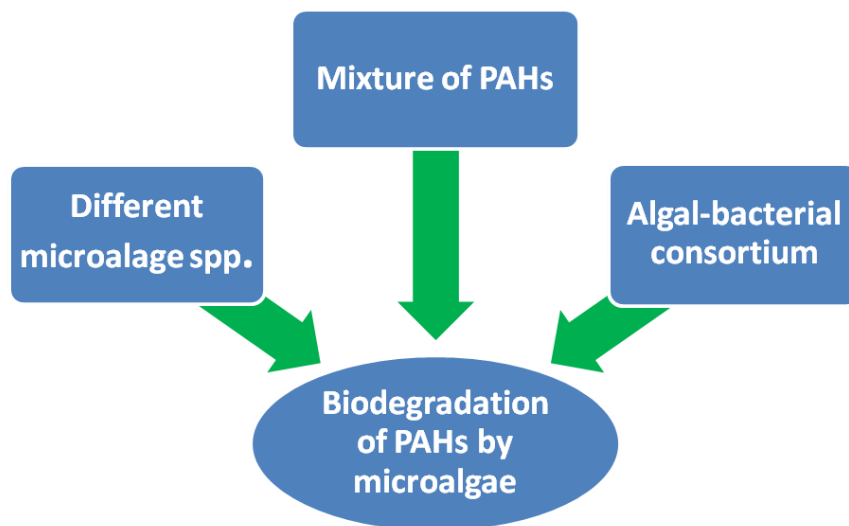 Mixture of PAHs
Different
microalage spp.
Algal-bacterial
consortium
Biodegradation
of PAHs by
microalgae